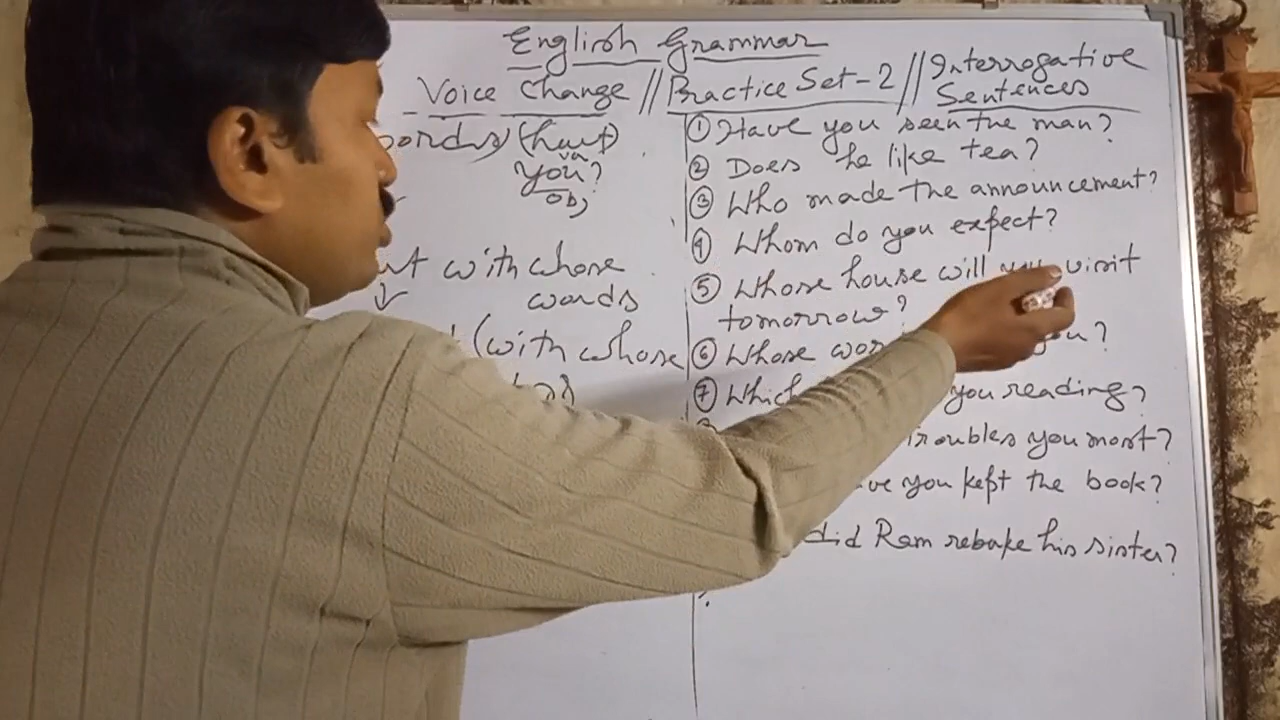 English Grammar
Voice Change // Practice Set-2 // Interrogative Sentences
words (hurt)
you?
obj
with whose
words
(with whose
① Have you seen the man?
② Does he like tea?
③ Who made the announcement?
④ Whom do you expect?
⑤ Whose house will you visit
tomorrow?
⑥ Whose you?
⑦ Which you reading?
troubles you most?
you kept the book?
did Ram rebuke his sister?